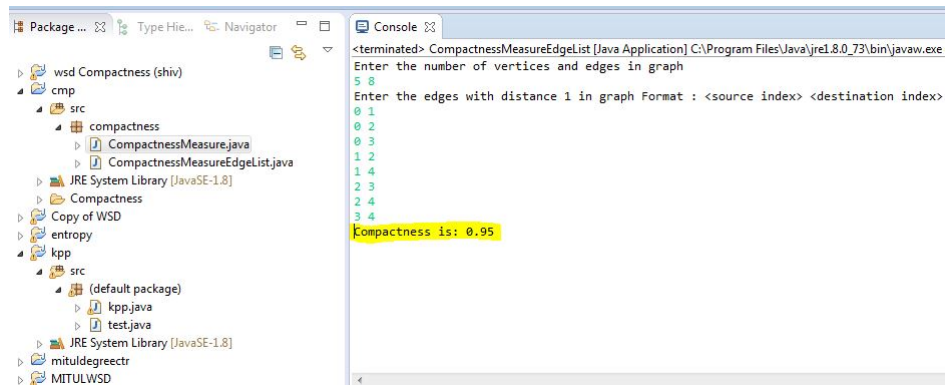 Package ... Type Hie... Navigator
wsd Compactness (shiv)
cmp
src
compactness
CompactnessMeasure.java
CompactnessMeasureEdgeList.java
JRE System Library [JavaSE-1.8]
Compactness
Copy of WSD
entropy
kpp
src
(default package)
kpp.java
test.java
JRE System Library [JavaSE-1.8]
mituldegreectr
MITULWSD
Console
<terminated> CompactnessMeasureEdgeList [Java Application] C:\Program Files\Java\jre1.8.0_73\bin\javaw.exe
Enter the number of vertices and edges in graph
5 8
Enter the edges with distance 1 in graph Format : <source index> <destination index>
0 1
0 2
0 3
1 2
1 4
2 3
2 4
3 4
Compactness is: 0.95